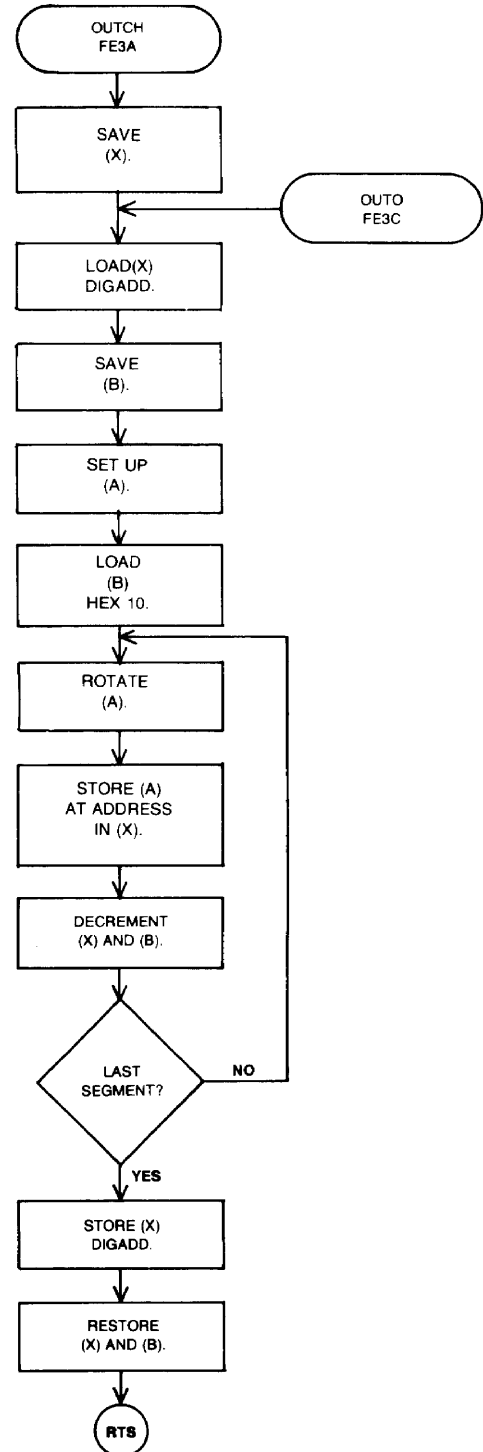 OUTCH
FE3A
SAVE
(X).
OUTO
FE3C
LOAD(X)
DIGADD.
SAVE
(B).
SET UP
(A).
LOAD
(B)
HEX 10.
ROTATE
(A).
STORE (A)
AT ADDRESS
IN (X).
DECREMENT
(X) AND (B).
LAST
SEGMENT?
NO
YES
STORE (X)
DIGADD.
RESTORE
(X) AND (B).
RTS